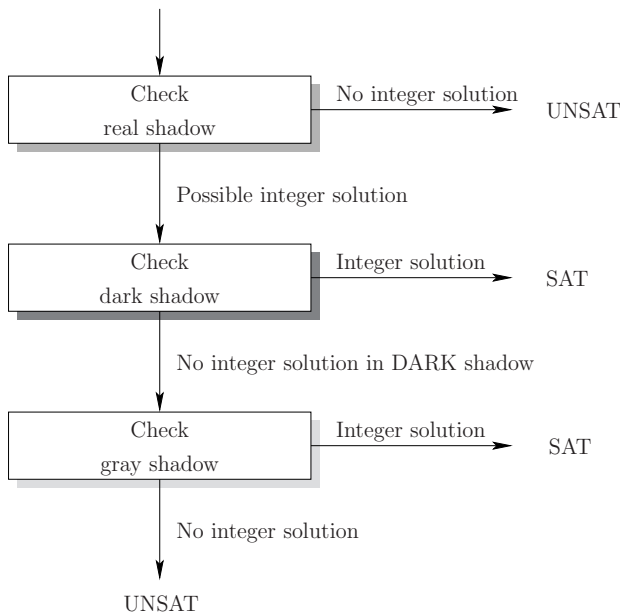 Check
real shadow
No integer solution
UNSAT
Possible integer solution
Check
dark shadow
Integer solution
SAT
No integer solution in DARK shadow
Check
gray shadow
Integer solution
SAT
No integer solution
UNSAT